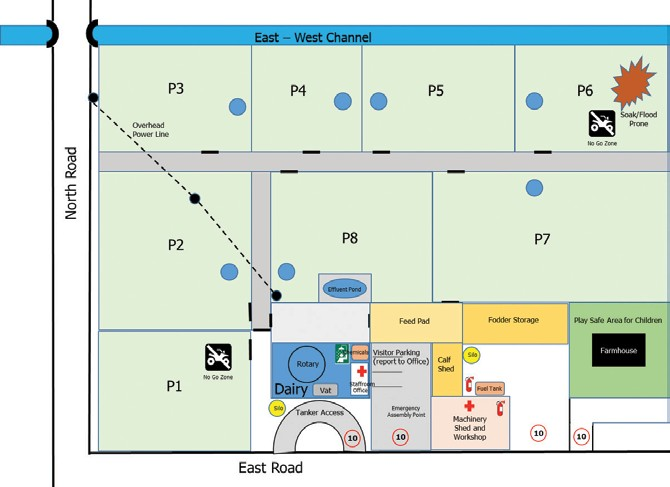 East – West Channel
P3
P4
P5
P6
Soak/Flood
Prone
No Go Zone
Overhead
Power Line
North Road
P2
P8
P7
Effluent Pond
Feed Pad
Fodder Storage
Play Safe Area for Children
Farmhouse
P1
No Go Zone
Rotary
Dairy
Vat
Staffroom
Office
Visitor Parking
(report to Office)
Calf
Shed
Silo
Fuel Tank
Silo
Tanker Access
Emergency
Assembly Point
Machinery
Shed and
Workshop
10
10
10
10
East Road